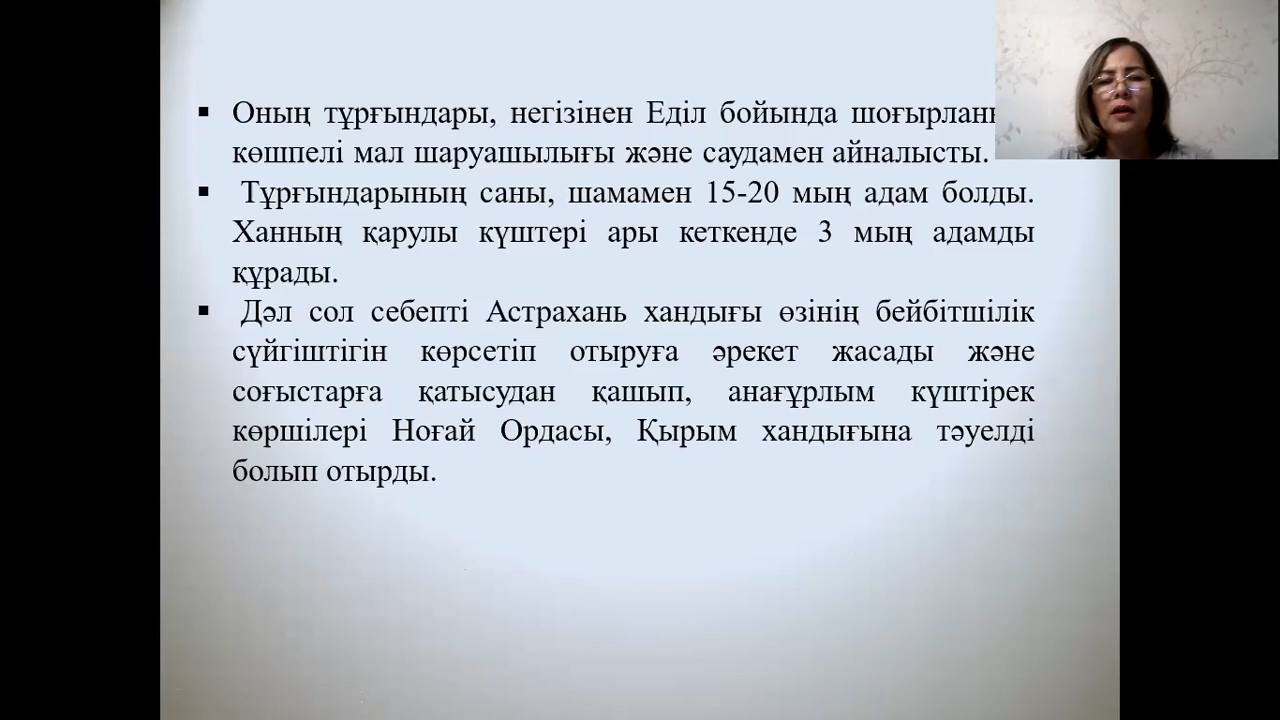 ▪ Оның тұрғындары, негізінен Еділ бойында
көшпелі мал шаруашылығы және саудамен айналысты.
▪ Тұрғындарының саны, шамамен 15-20 мың адам болды.
Ханның қарулы күштері ары кеткенде 3 мың адамды
құрады.
▪ Дәл сол себепті Астрахань хандығы өзінің бейбітшілік
сүйгіштігін көрсетіп отыруға әрекет жасады және
соғыстарға қатысудан қашып, анағұрлым күштірек
көршілері Ноғай Ордасы, Қырым хандығына тәуелді
болып отырды.